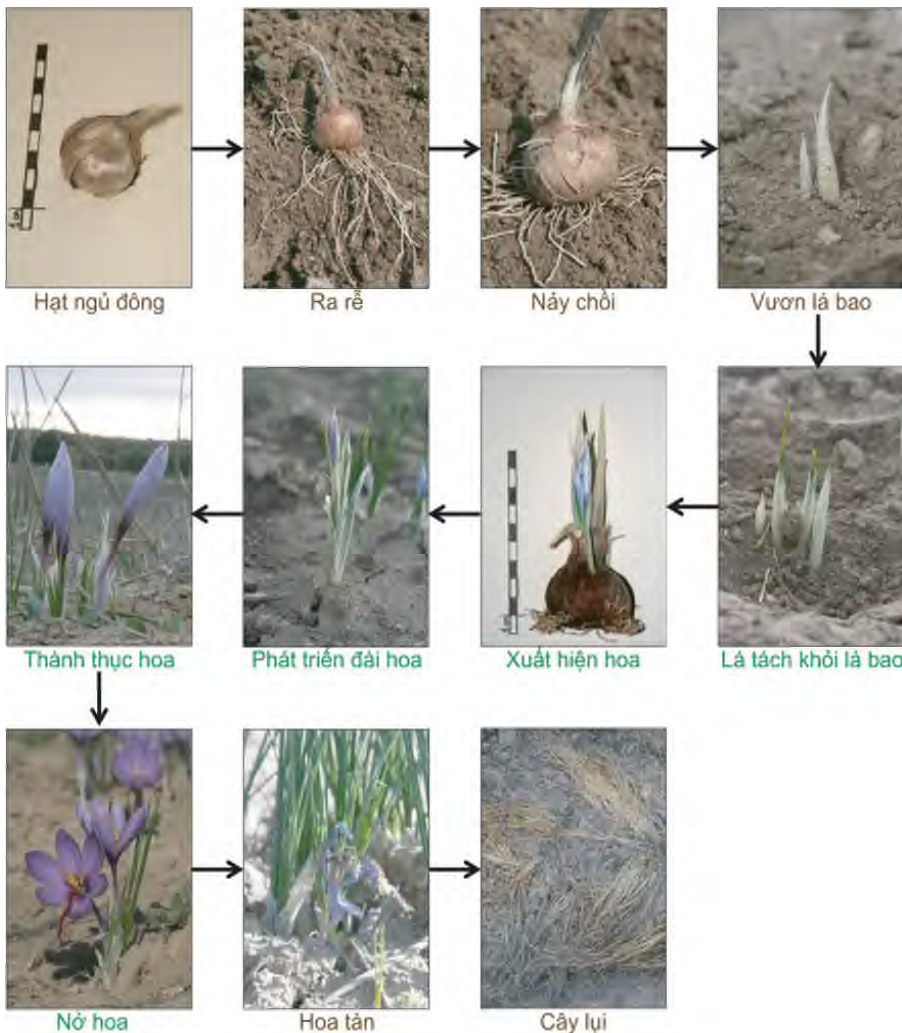 Hạt ngủ đông
Ra rễ
Nảy chồi
Vươn lá bao
Lá tách khỏi lá bao
Xuất hiện hoa
Phát triển đài hoa
Thành thục hoa
Nở hoa
Hoa tàn
Cây lụi